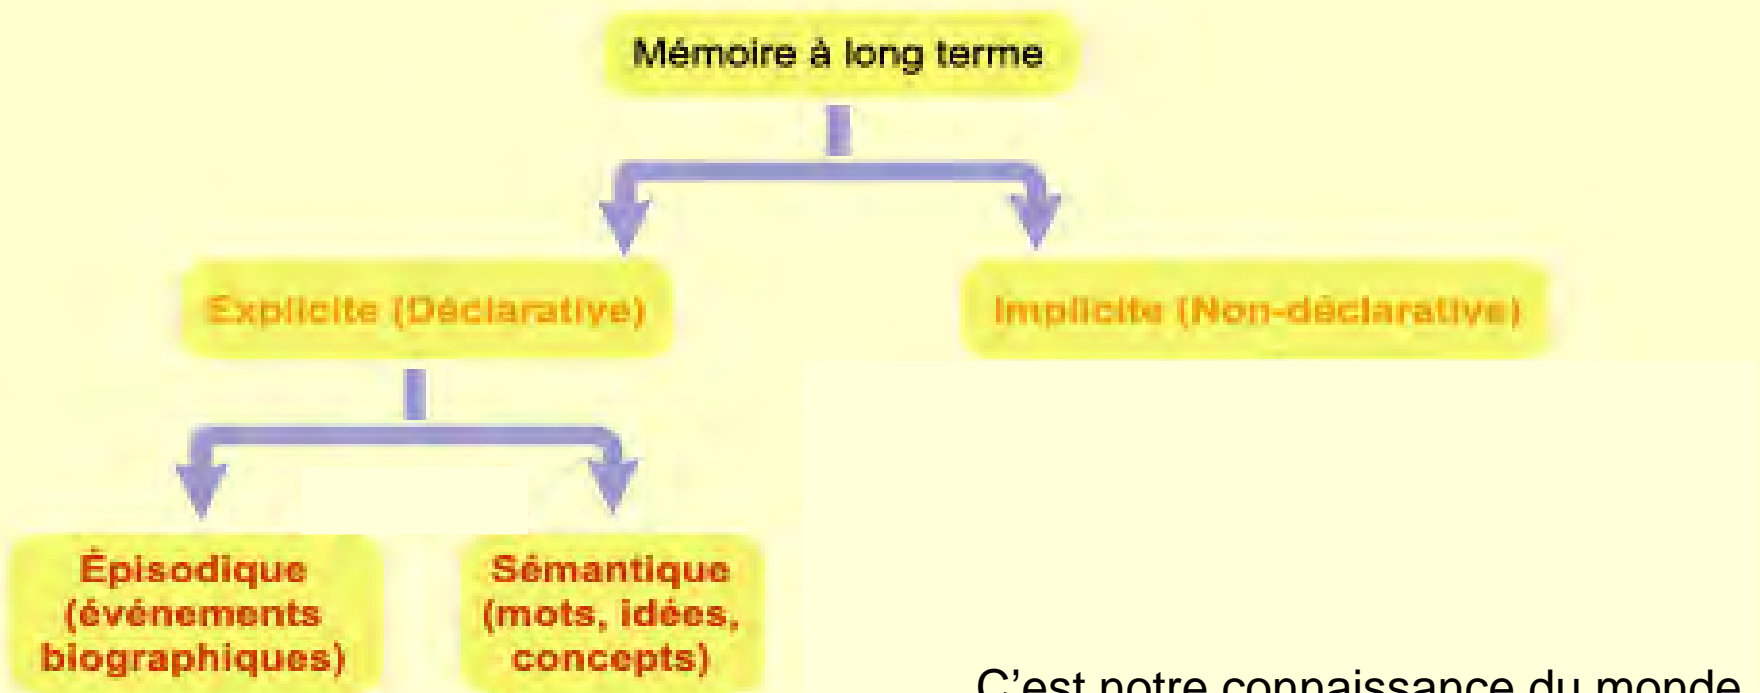 Mémoire à long terme
Explicite (Déclarative)
Implicite (Non-déclarative)
Épisodique
(événements
biographiques)
Sémantique
(mots, idées,
concepts)
C’est notre connaissance du monde